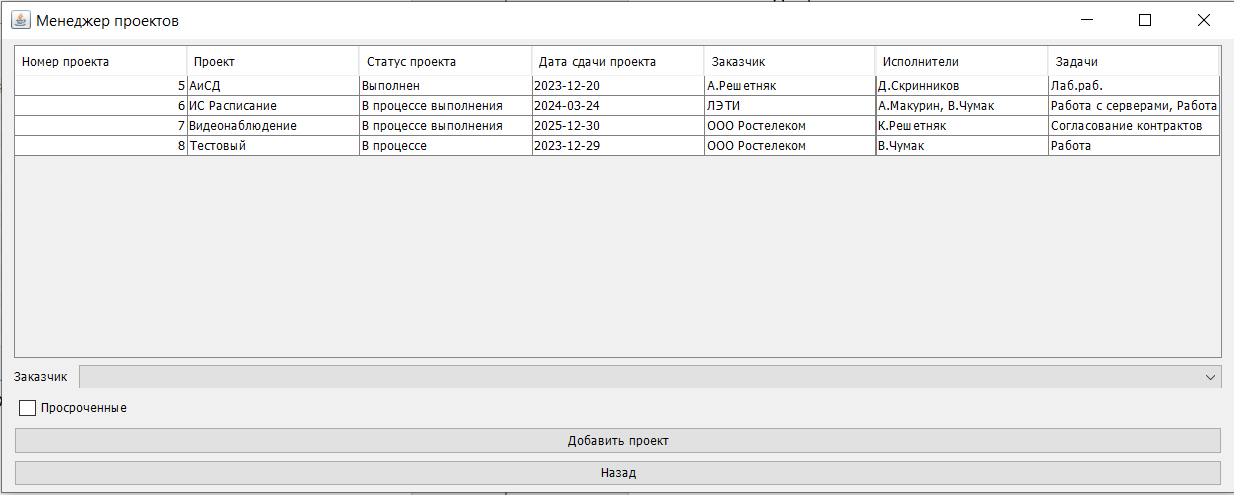 Менеджер проектов
Номер проекта Проект Статус проекта Дата сдачи проекта Заказчик Исполнители Задачи
5 АиСД Выполнен 2023-12-20 А.Решетняк Д.Скринников Лаб.раб.
6 ИС Расписание В процессе выполнения 2024-03-24 ЛЭТИ А.Макурин, В.Чумак Работа с серверами, Работа
7 Видеонаблюдение В процессе выполнения 2025-12-30 ООО Ростелеком К.Решетняк Согласование контрактов
8 Тестовый В процессе 2023-12-29 ООО Ростелеком В.Чумак Работа
Заказчик
Просроченные
Добавить проект
Назад